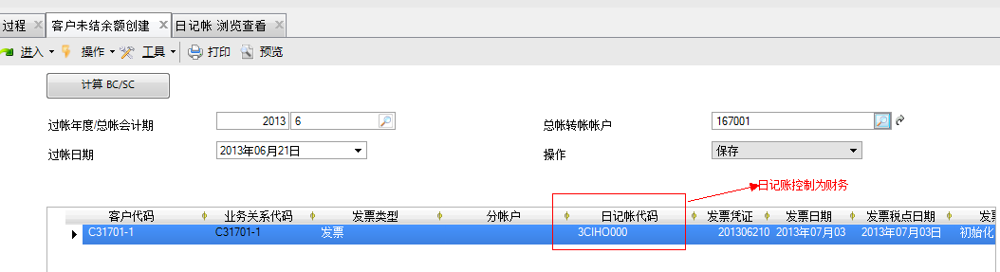 过程 客户未结余额创建 日记帐 浏览查看
进入 操作 工具 打印 预览
计算 BC/SC
过帐年度/总帐会计期 2013 6 总帐转帐帐户 167001
过帐日期 2013年06月21日 操作 保存
日记账控制为财务
客户代码 业务关系代码 发票类型 分帐户 日记帐代码 发票凭证 发票日期 发票税点日期 发票
C31701-1 C31701-1 发票 3CIHO000 201306210 2013年07月03 2013年07月03日 初始化